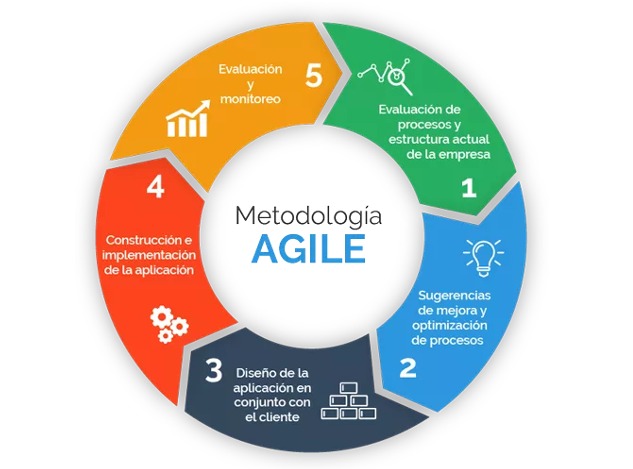 Metodología
AGILE
Evaluación de
procesos y
estructura actual
de la empresa
1
Sugerencias
de mejora y
optimización
de procesos
2
3
Diseño de la
aplicación en
conjunto con
el cliente
4
Construcción e
implementación
de la aplicación
5
Evaluación
y
monitoreo